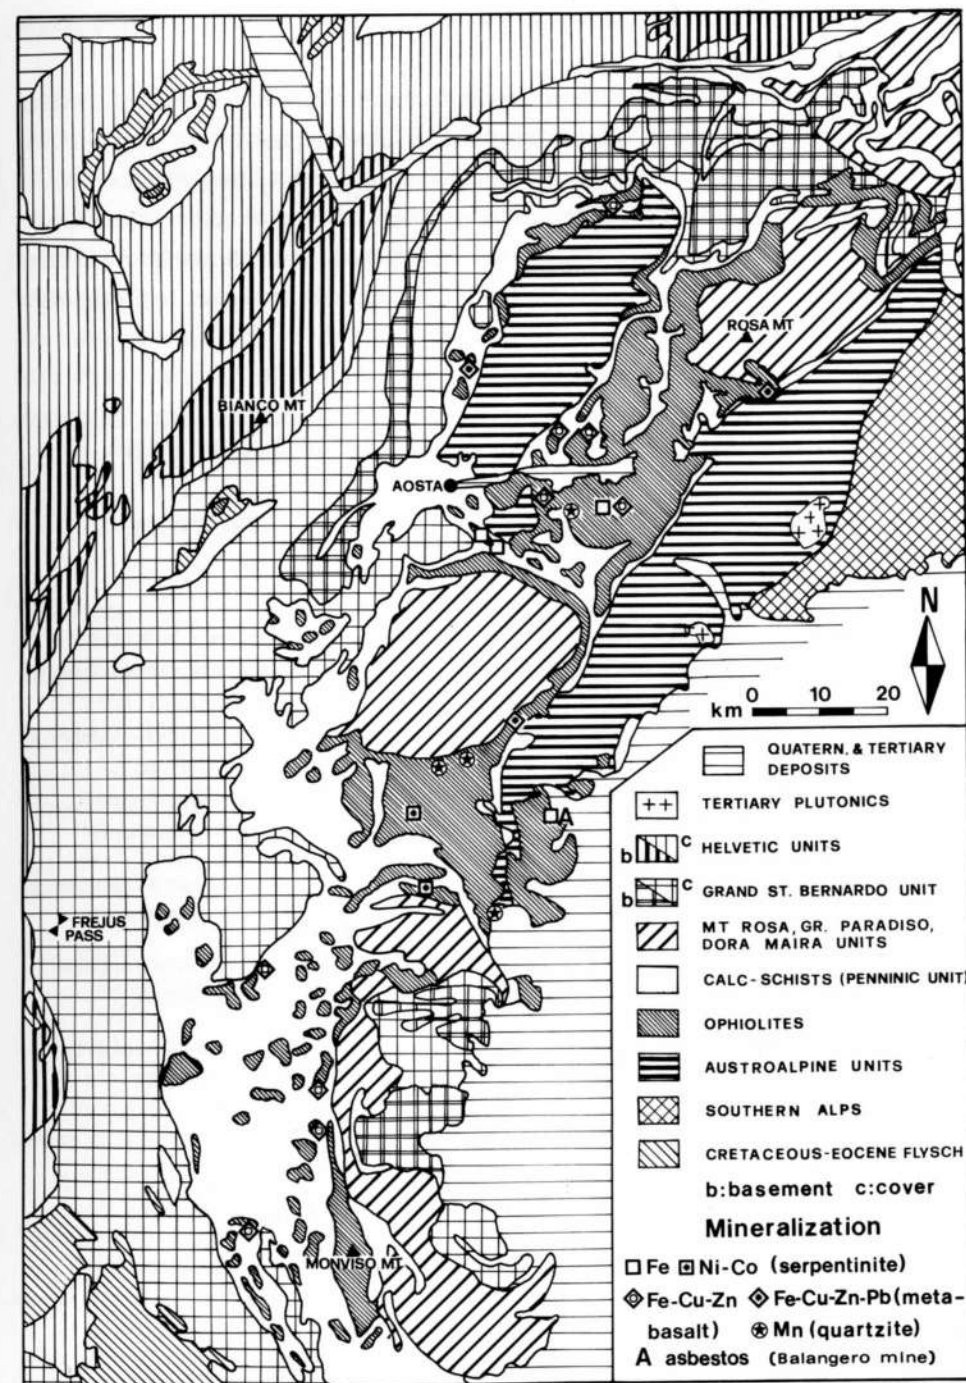 ROSA MT
BIANCO MT
AOSTA
N
0 10 20
km
FREJUS
PASS
MONVISO MT
A
QUATERN. & TERTIARY
DEPOSITS
++ TERTIARY PLUTONICS
b c HELVETIC UNITS
b c GRAND ST. BERNARDO UNIT
MT ROSA, GR. PARADISO,
DORA MAIRA UNITS
CALC-SCHISTS (PENNINIC UNIT)
OPHIOLITES
AUSTROALPINE UNITS
SOUTHERN ALPS
CRETACEOUS-EOCENE FLYSCH
b:basement c:cover
Mineralization
Fe Ni-Co (serpentinite)
Fe-Cu-Zn Fe-Cu-Zn-Pb (meta-
basalt) Mn (quartzite)
A asbestos (Balangero mine)